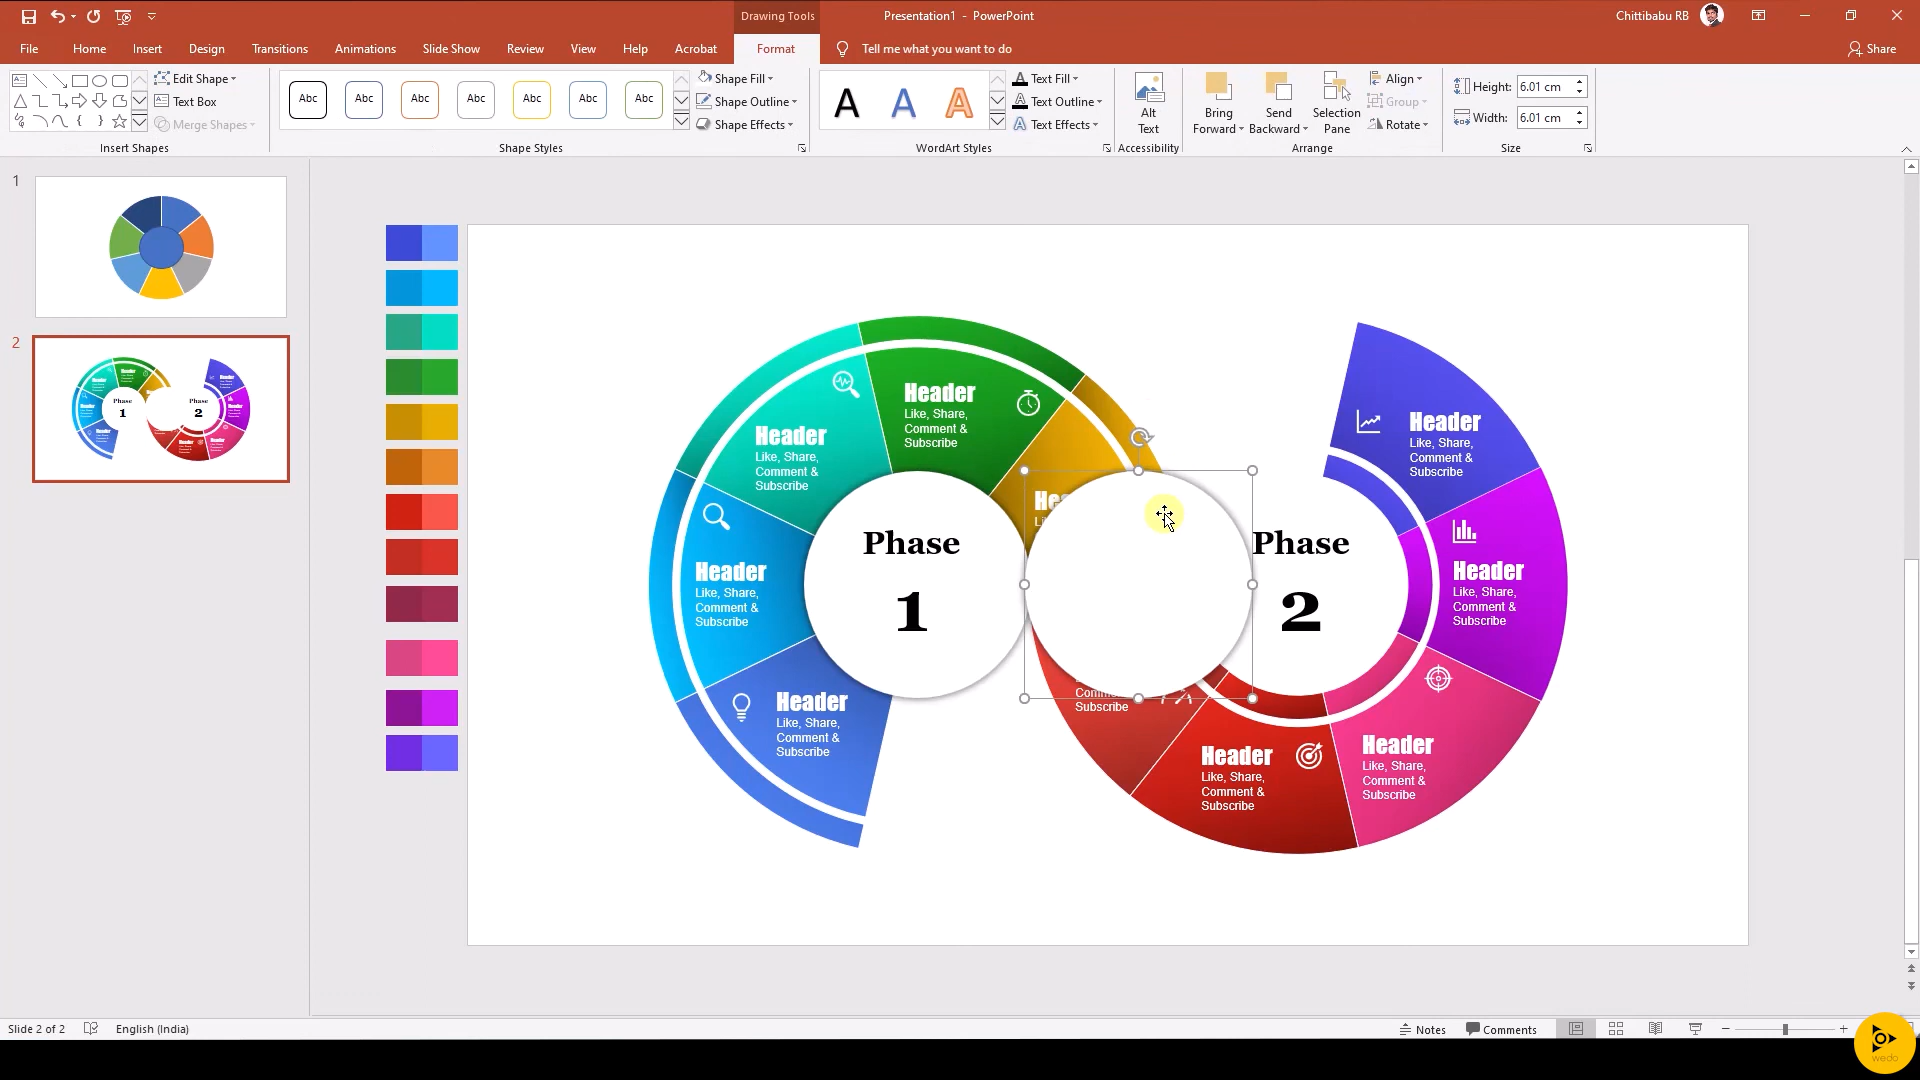 Drawing Tools
Presentation1 - PowerPoint
Chittibabu RB
File Home Insert Design Transitions Animations Slide Show Review View Help Acrobat Format Tell me what you want to do Share
Edit Shape
Text Box
Merge Shapes
Insert Shapes
Abc Abc Abc Abc Abc Abc Abc
Shape Fill
Shape Outline
Shape Effects
Shape Styles
A A A
Text Fill
Text Outline
Text Effects
WordArt Styles
Alt
Text
Accessibility
Bring
Forward
Send
Backward
Selection
Pane
Align
Group
Rotate
Arrange
Height: 6.01 cm
Width: 6.01 cm
Size
1
2
Header
Like, Share,
Comment &
Subscribe
Header
Like, Share,
Comment &
Subscribe
Header
Like, Share,
Comment &
Subscribe
Header
Like, Share,
Comment &
Subscribe
Phase
1
Subscribe
Phase
2
Header
Like, Share,
Comment &
Subscribe
Header
Like, Share,
Comment &
Subscribe
Header
Like, Share,
Comment &
Subscribe
Header
Like, Share,
Comment &
Subscribe
Slide 2 of 2
English (India)
Notes
Comments
wedo